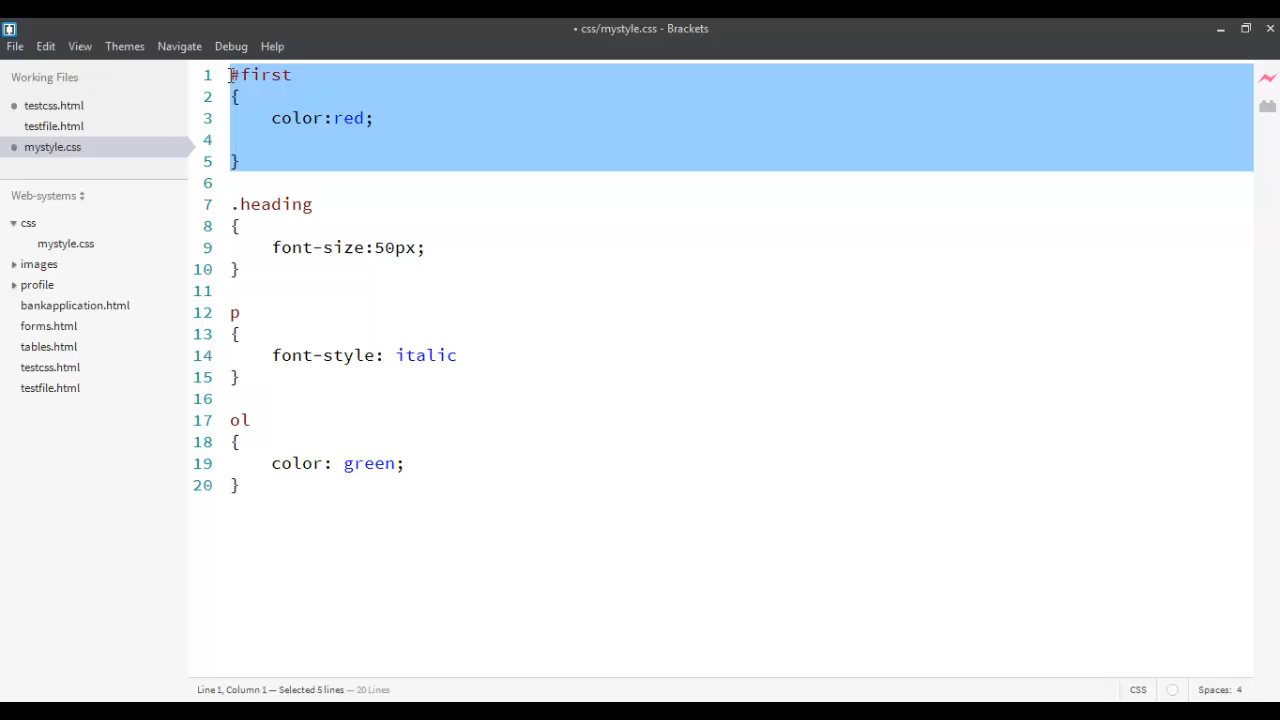 • css/mystyle.css - Brackets
File Edit View Themes Navigate Debug Help
Working Files
testcss.html
testfile.html
mystyle.css
Web-systems
css
mystyle.css
images
profile
bankapplication.html
forms.html
tables.html
testcss.html
testfile.html
1 #first
2 {
3 color:red;
4
5 }
6
7 .heading
8 {
9 font-size:50px;
10 }
11
12 p
13 {
14 font-style: italic
15 }
16
17 ol
18 {
19 color: green;
20 }
Line 1, Column 1 — Selected 5 lines — 20 Lines
CSS
Spaces: 4